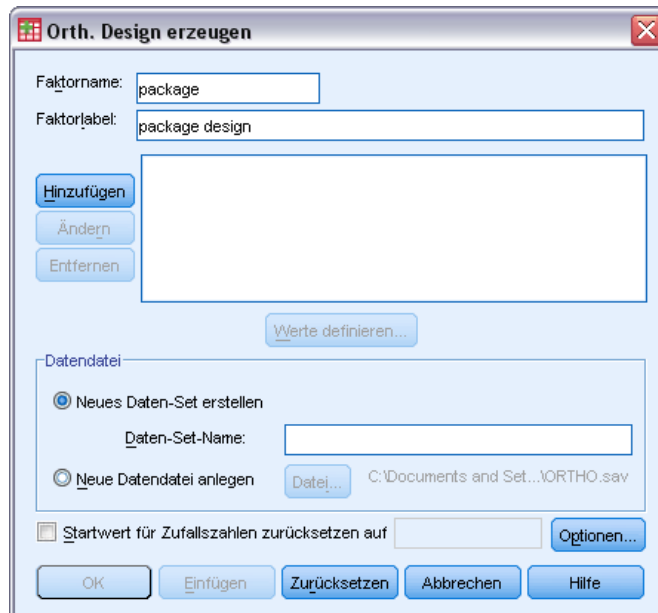 Orth. Design erzeugen
Faktorname: package
Faktorlabel: package design
Hinzufügen
Ändern
Entfernen
Werte definieren...
Datendatei
Neues Daten-Set erstellen
Daten-Set-Name:
Neue Datendatei anlegen Datei... C:\Documents and Set...\ORTHO.sav
Startwert für Zufallszahlen zurücksetzen auf Optionen...
OK Einfügen Zurücksetzen Abbrechen Hilfe